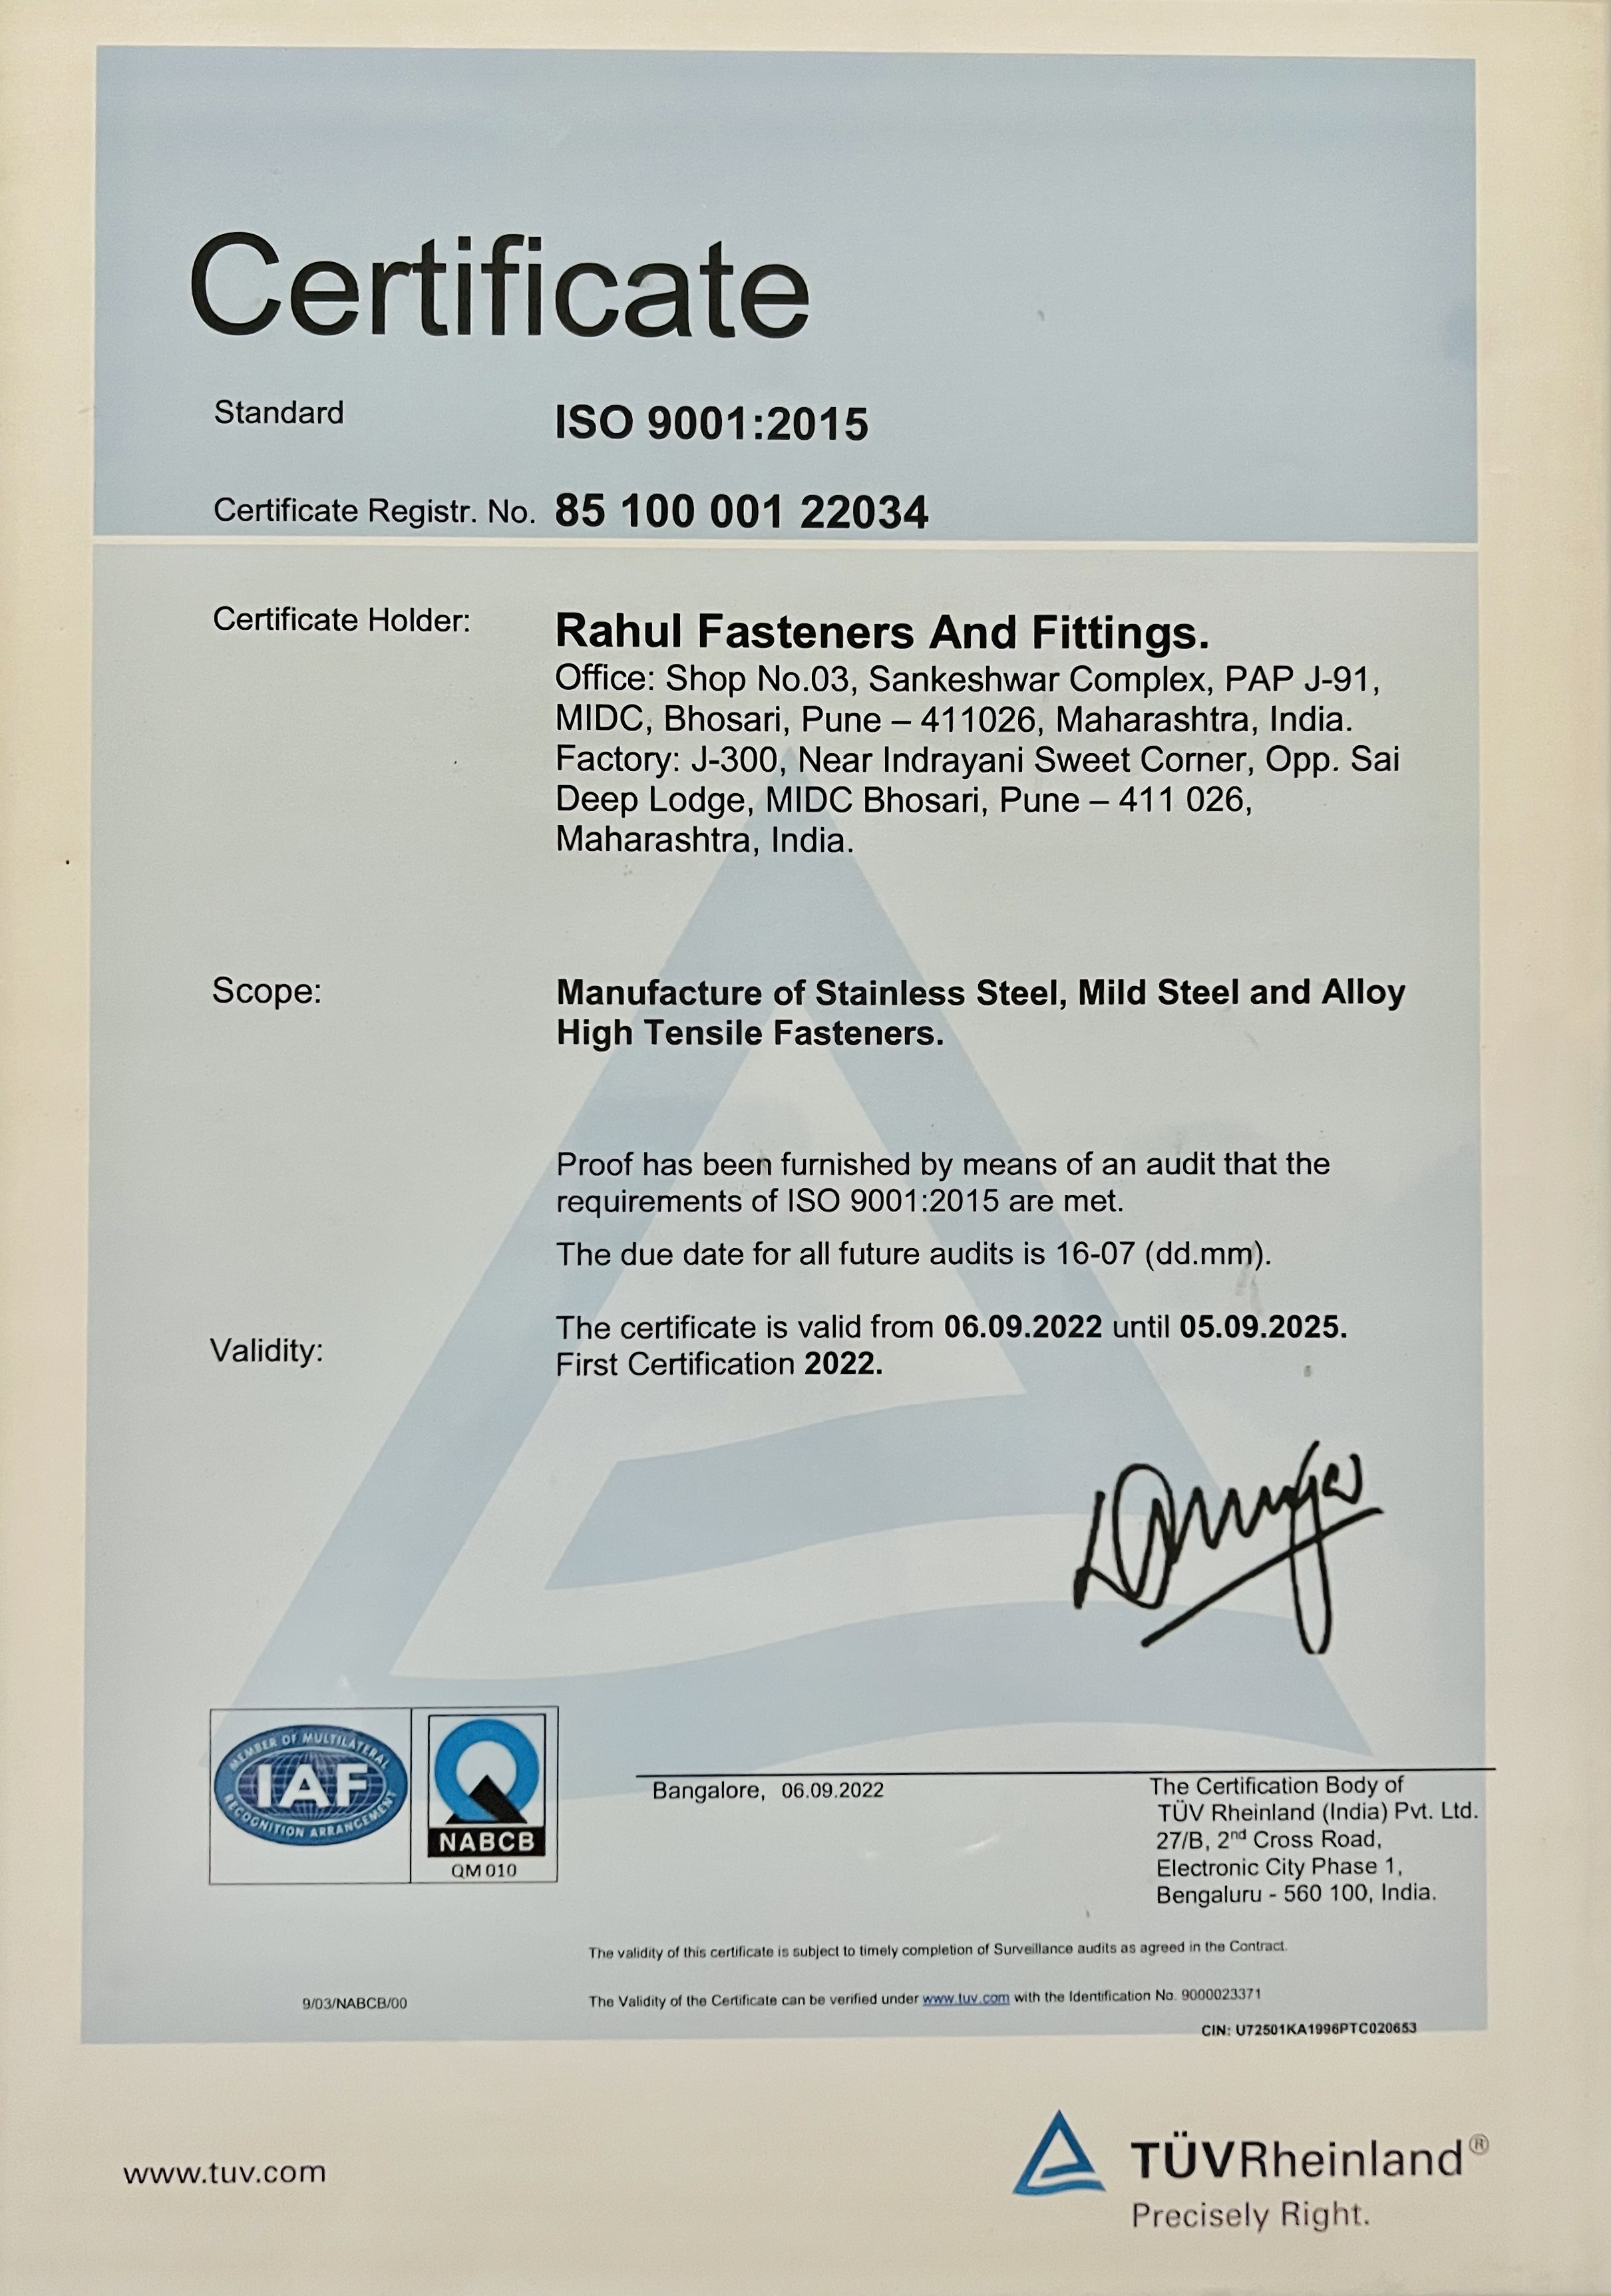 Certificate
Standard ISO 9001:2015
Certificate Registr. No. 85 100 001 22034
Certificate Holder: Rahul Fasteners And Fittings.
Office: Shop No.03, Sankeshwar Complex, PAP J-91,
MIDC, Bhosari, Pune – 411026, Maharashtra, India.
Factory: J-300, Near Indrayani Sweet Corner, Opp. Sai
Deep Lodge, MIDC Bhosari, Pune – 411 026,
Maharashtra, India.
Scope: Manufacture of Stainless Steel, Mild Steel and Alloy
High Tensile Fasteners.
Proof has been furnished by means of an audit that the
requirements of ISO 9001:2015 are met.
The due date for all future audits is 16-07 (dd.mm).
Validity: The certificate is valid from 06.09.2022 until 05.09.2025.
First Certification 2022.
MEMBER OF MULTILATERAL
IAF
RECOGNITION ARRANGEMENT
NABCB
QM 010
Bangalore, 06.09.2022
The Certification Body of
TÜV Rheinland (India) Pvt. Ltd.
27/B, 2nd Cross Road,
Electronic City Phase 1,
Bengaluru - 560 100, India.
The validity of this certificate is subject to timely completion of Surveillance audits as agreed in the Contract.
9/03/NABCB/00
The Validity of the Certificate can be verified under www.tuv.com with the Identification No. 9000023371
CIN: U72501KA1996PTC020653
www.tuv.com
TÜVRheinland®
Precisely Right.